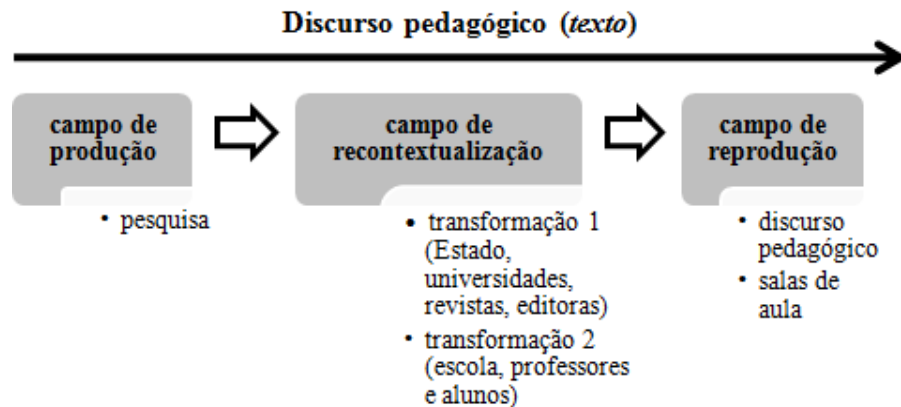 Discurso pedagógico (texto)
campo de
produção
• pesquisa
campo de
recontextualização
• transformação 1
(Estado,
universidades,
revistas, editoras)
• transformação 2
(escola, professores
e alunos)
campo de
reprodução
• discurso
pedagógico
• salas de
aula